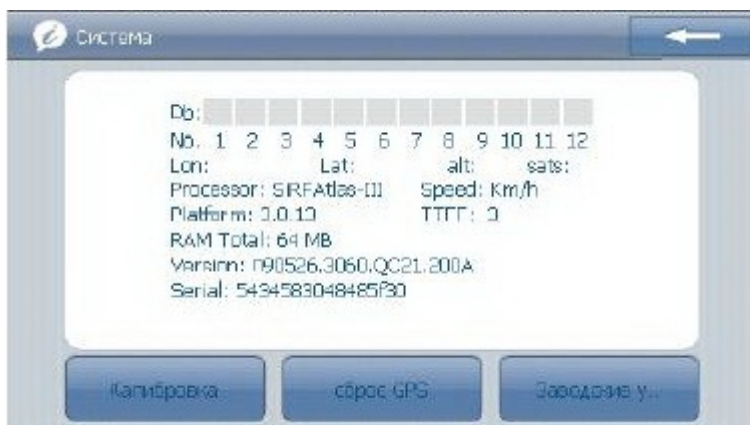 Система
Db:
No. 1 2 3 4 5 6 7 8 9 10 11 12
Lon: Lat: alt: sats:
Processor: SiRFAtlas-III Speed: Km/h
Platform: 3.0.10 TTFF: 0
RAM Total: 64 MB
Version: 090526.3060.QC21.200A
Serial: 5434583048485f30
Калибровка сброс GPS Заводские у...